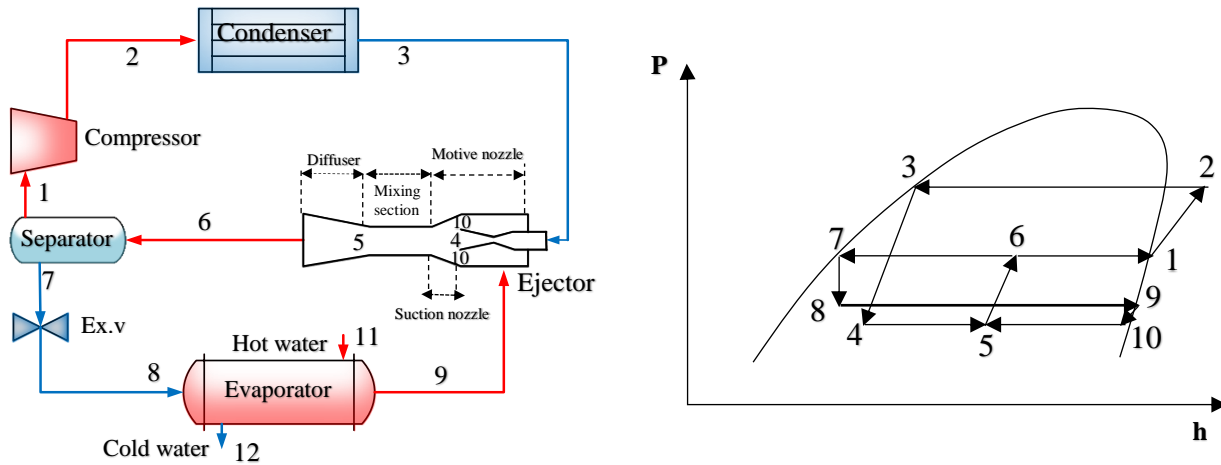 Condenser
2
3
Compressor
1
Separator
6
7
Diffuser
Mixing
section
Motive nozzle
10
5
4
10
Ejector
Suction nozzle
Ex.v
Hot water
11
8
Evaporator
9
Cold water
12
P
3
2
7
6
1
8
9
4
5
10
h